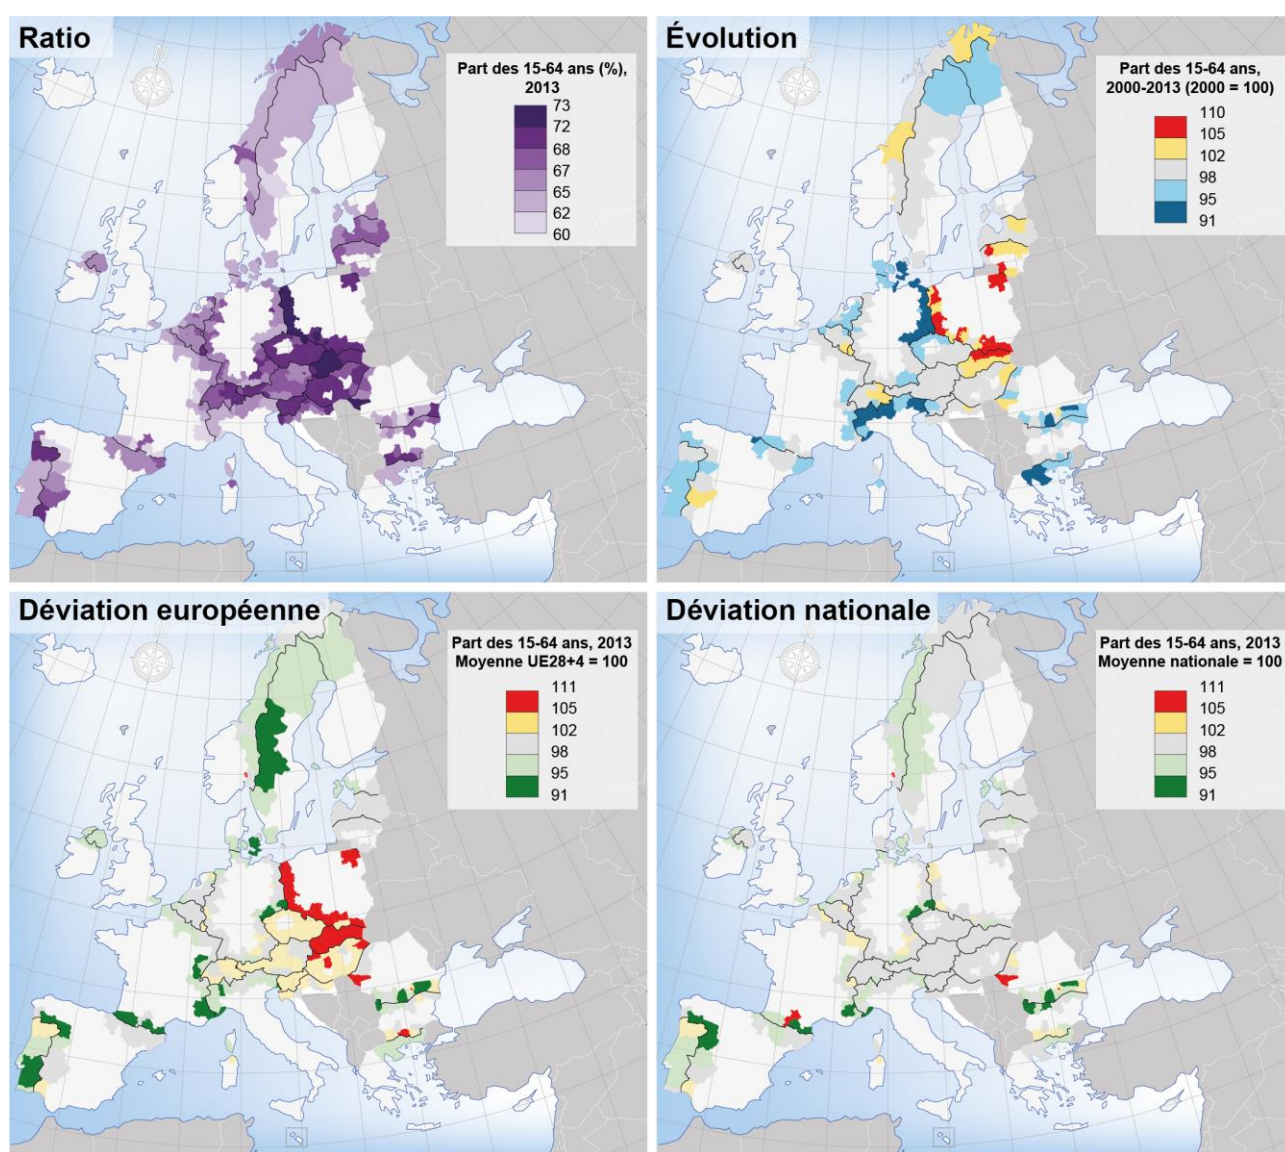 Ratio
Part des 15-64 ans (%),
2013
73
72
68
67
65
62
60
N
Évolution
Part des 15-64 ans,
2000-2013 (2000 = 100)
110
105
102
98
95
91
N
Déviation européenne
Part des 15-64 ans, 2013
Moyenne UE28+4 = 100
111
105
102
98
95
91
N
Déviation nationale
Part des 15-64 ans, 2013
Moyenne nationale = 100
111
105
102
98
95
91
N